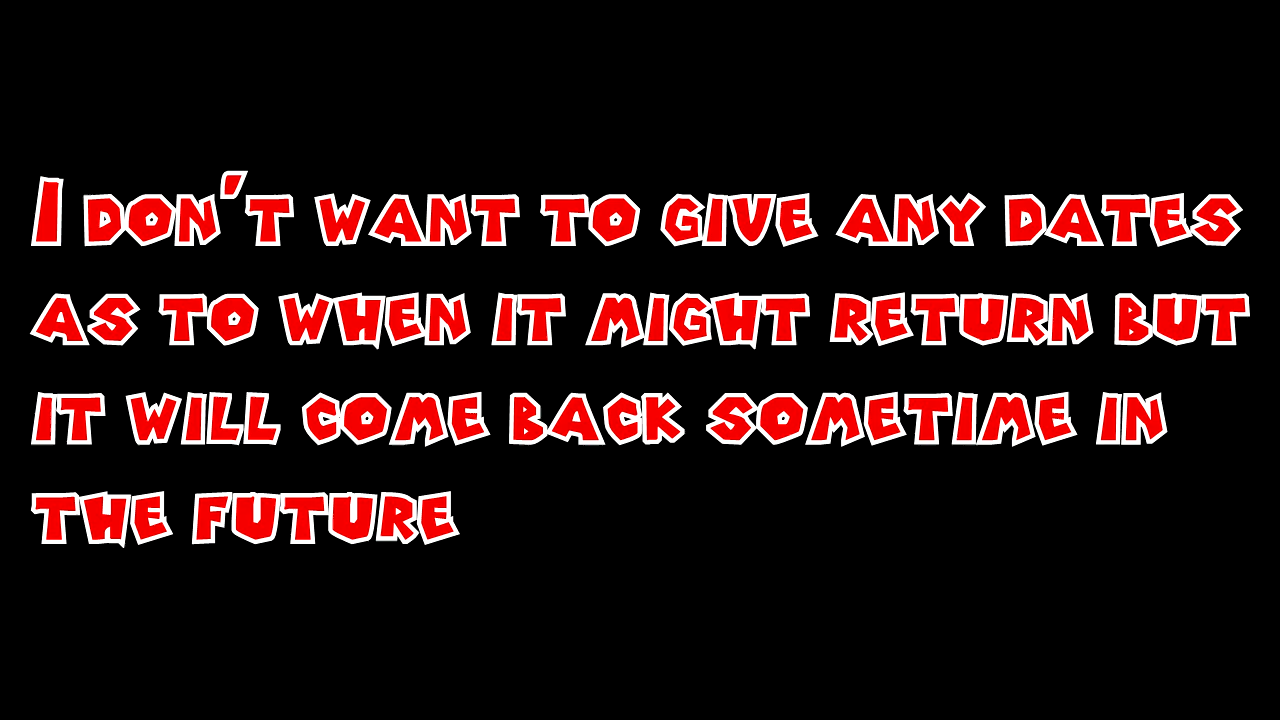 I don't want to give any dates
as to when it might return but
it will come back sometime in
the future